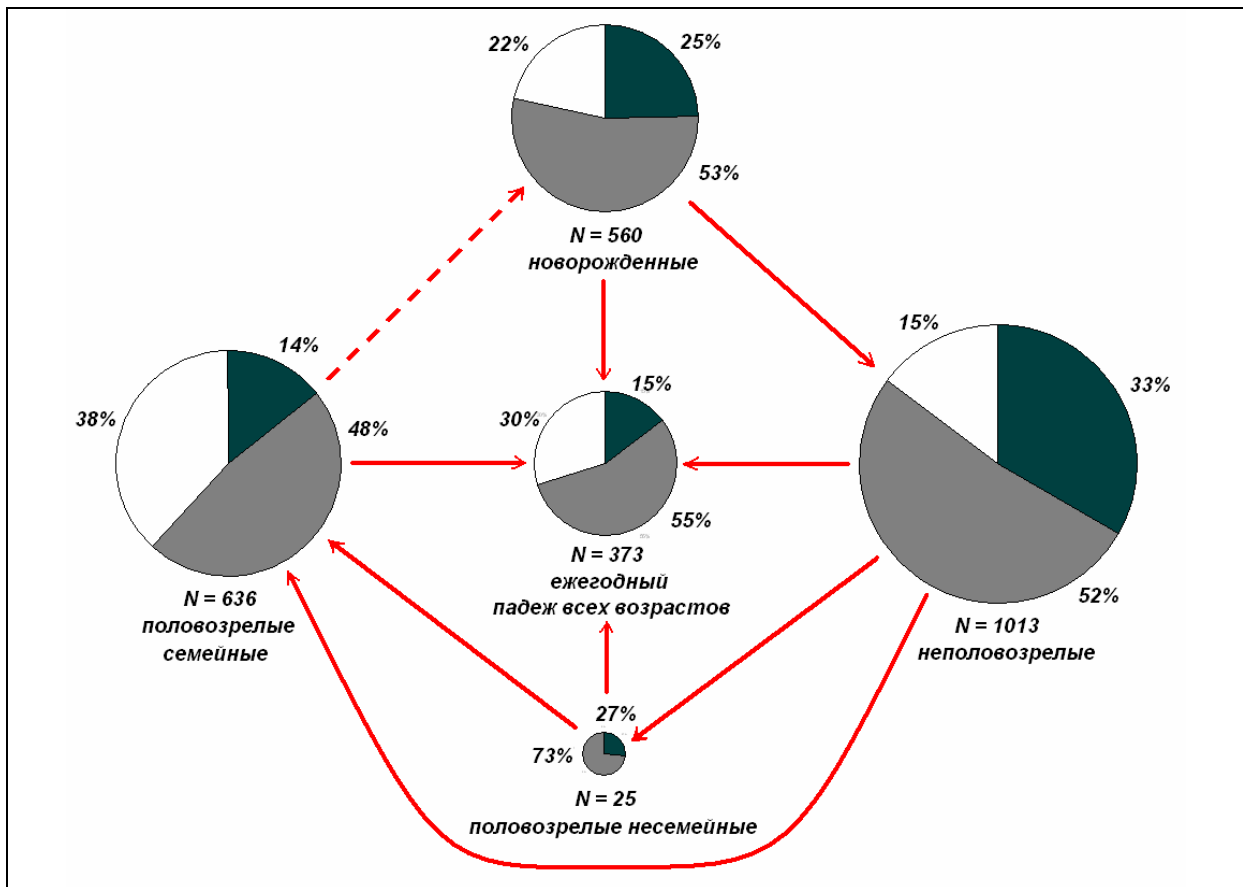 22%
25%
53%
N = 560
новорожденные
14%
38%
48%
N = 636
половозрелые
семейные
15%
30%
55%
N = 373
ежегодный
падеж всех возрастов
15%
33%
52%
N = 1013
неполовозрелые
27%
73%
N = 25
половозрелые несемейные